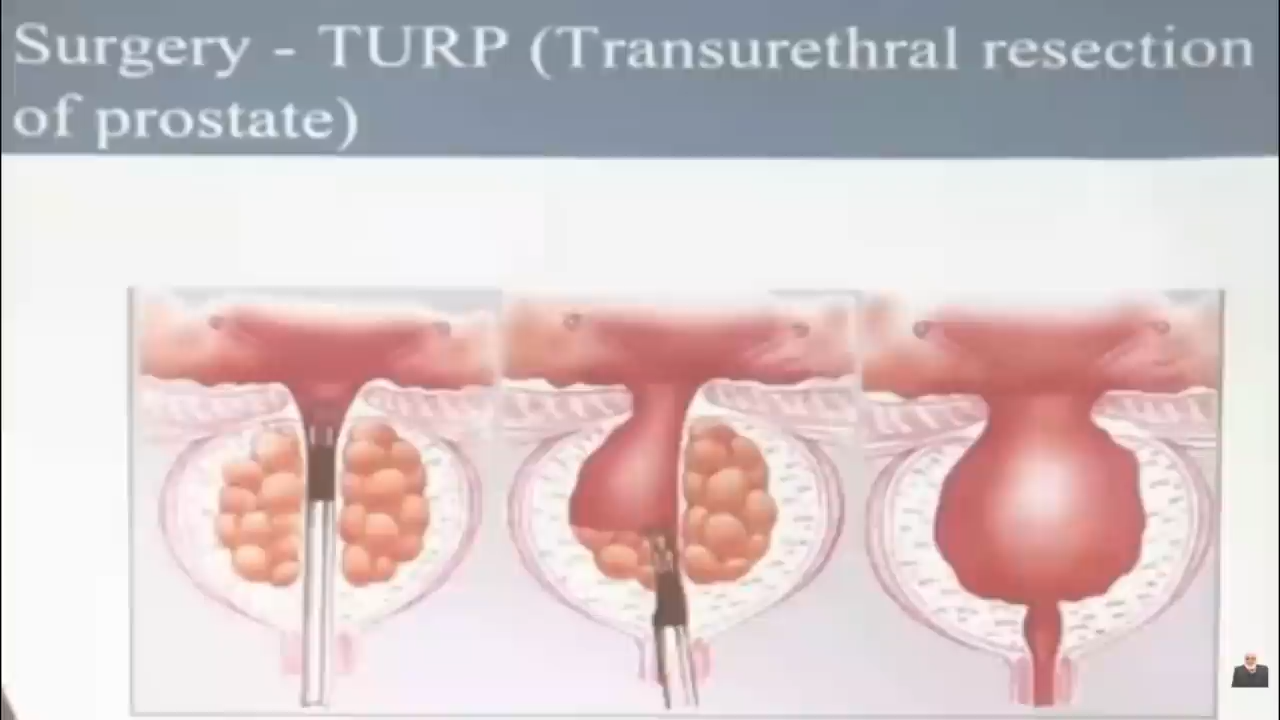 Surgery - TURP (Transurethral resection
of prostate)